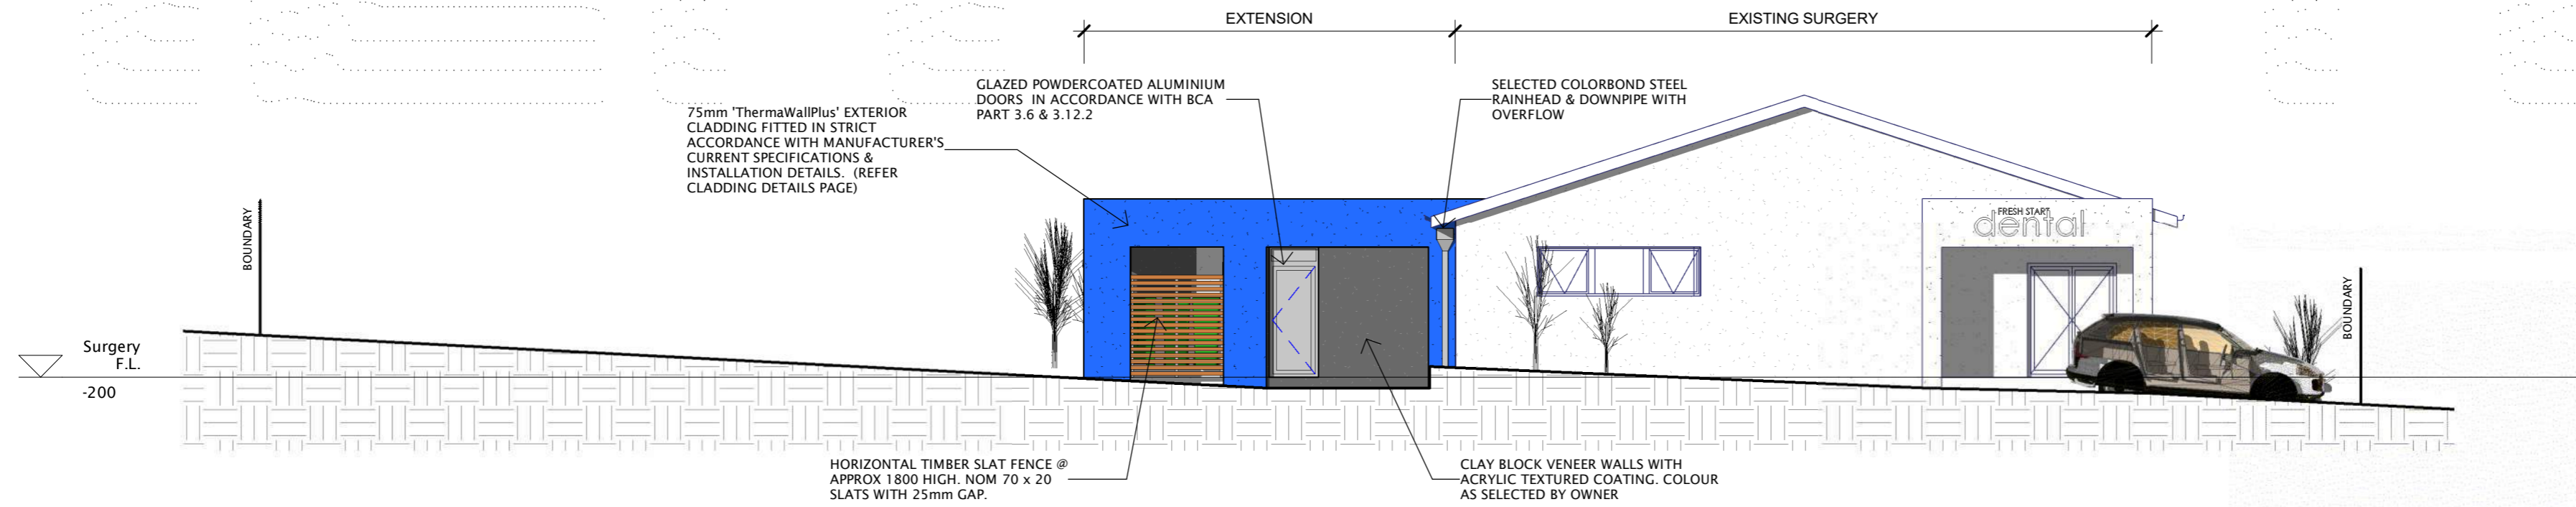 EXTENSION
EXISTING SURGERY
GLAZED POWDERCOATED ALUMINIUM
DOORS IN ACCORDANCE WITH BCA
PART 3.6 & 3.12.2
SELECTED COLORBOND STEEL
RAINHEAD & DOWNPIPE WITH
OVERFLOW
75mm 'ThermaWallPlus' EXTERIOR
CLADDING FITTED IN STRICT
ACCORDANCE WITH MANUFACTURER'S
CURRENT SPECIFICATIONS &
INSTALLATION DETAILS. (REFER
CLADDING DETAILS PAGE)
BOUNDARY
FRESH START
dental
BOUNDARY
Surgery
F.L.
-200
HORIZONTAL TIMBER SLAT FENCE @
APPROX 1800 HIGH. NOM 70 x 20
SLATS WITH 25mm GAP.
CLAY BLOCK VENEER WALLS WITH
ACRYLIC TEXTURED COATING. COLOUR
AS SELECTED BY OWNER